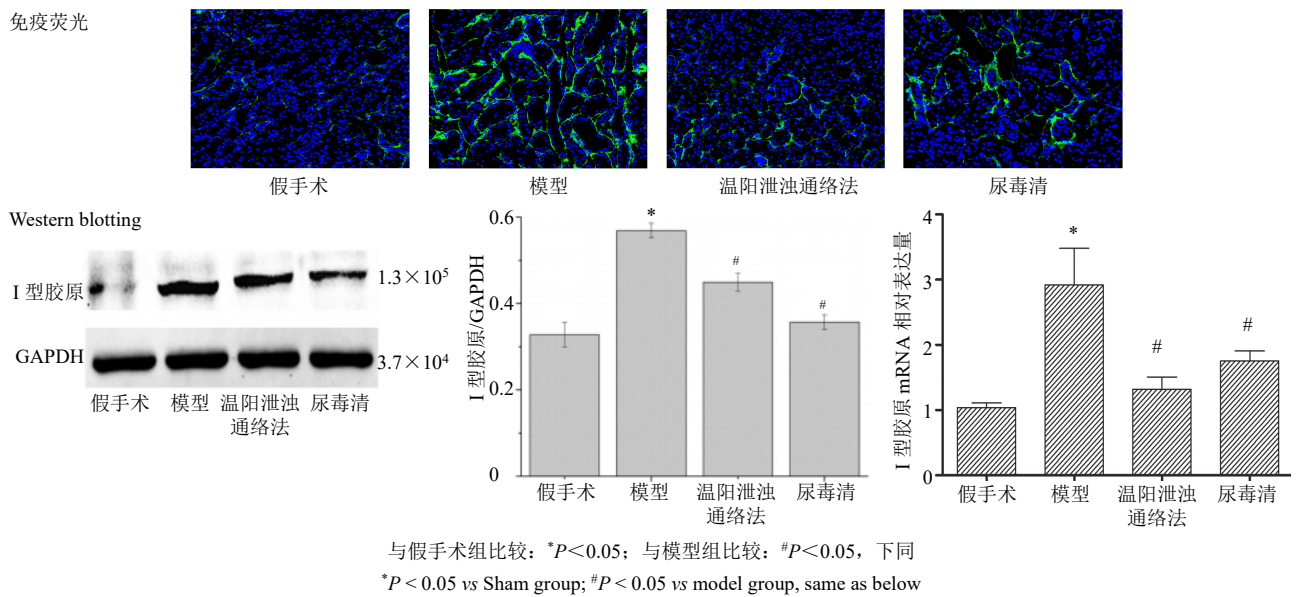 免疫荧光
假手术 模型 温阳泄浊通络法 尿毒清
Western blotting
I 型胶原 1.3×10⁵
GAPDH 3.7×10⁴
假手术 模型 温阳泄浊 尿毒清
通络法
I 型胶原/GAPDH
0.6
0.4
0.2
0
*
#
#
假手术 模型 温阳泄浊 尿毒清
通络法
I 型胶原 mRNA 相对表达量
4
3
2
1
0
*
#
#
假手术 模型 温阳泄浊 尿毒清
通络法
与假手术组比较：*P＜0.05；与模型组比较：#P＜0.05，下同
*P < 0.05 vs Sham group; #P < 0.05 vs model group, same as below